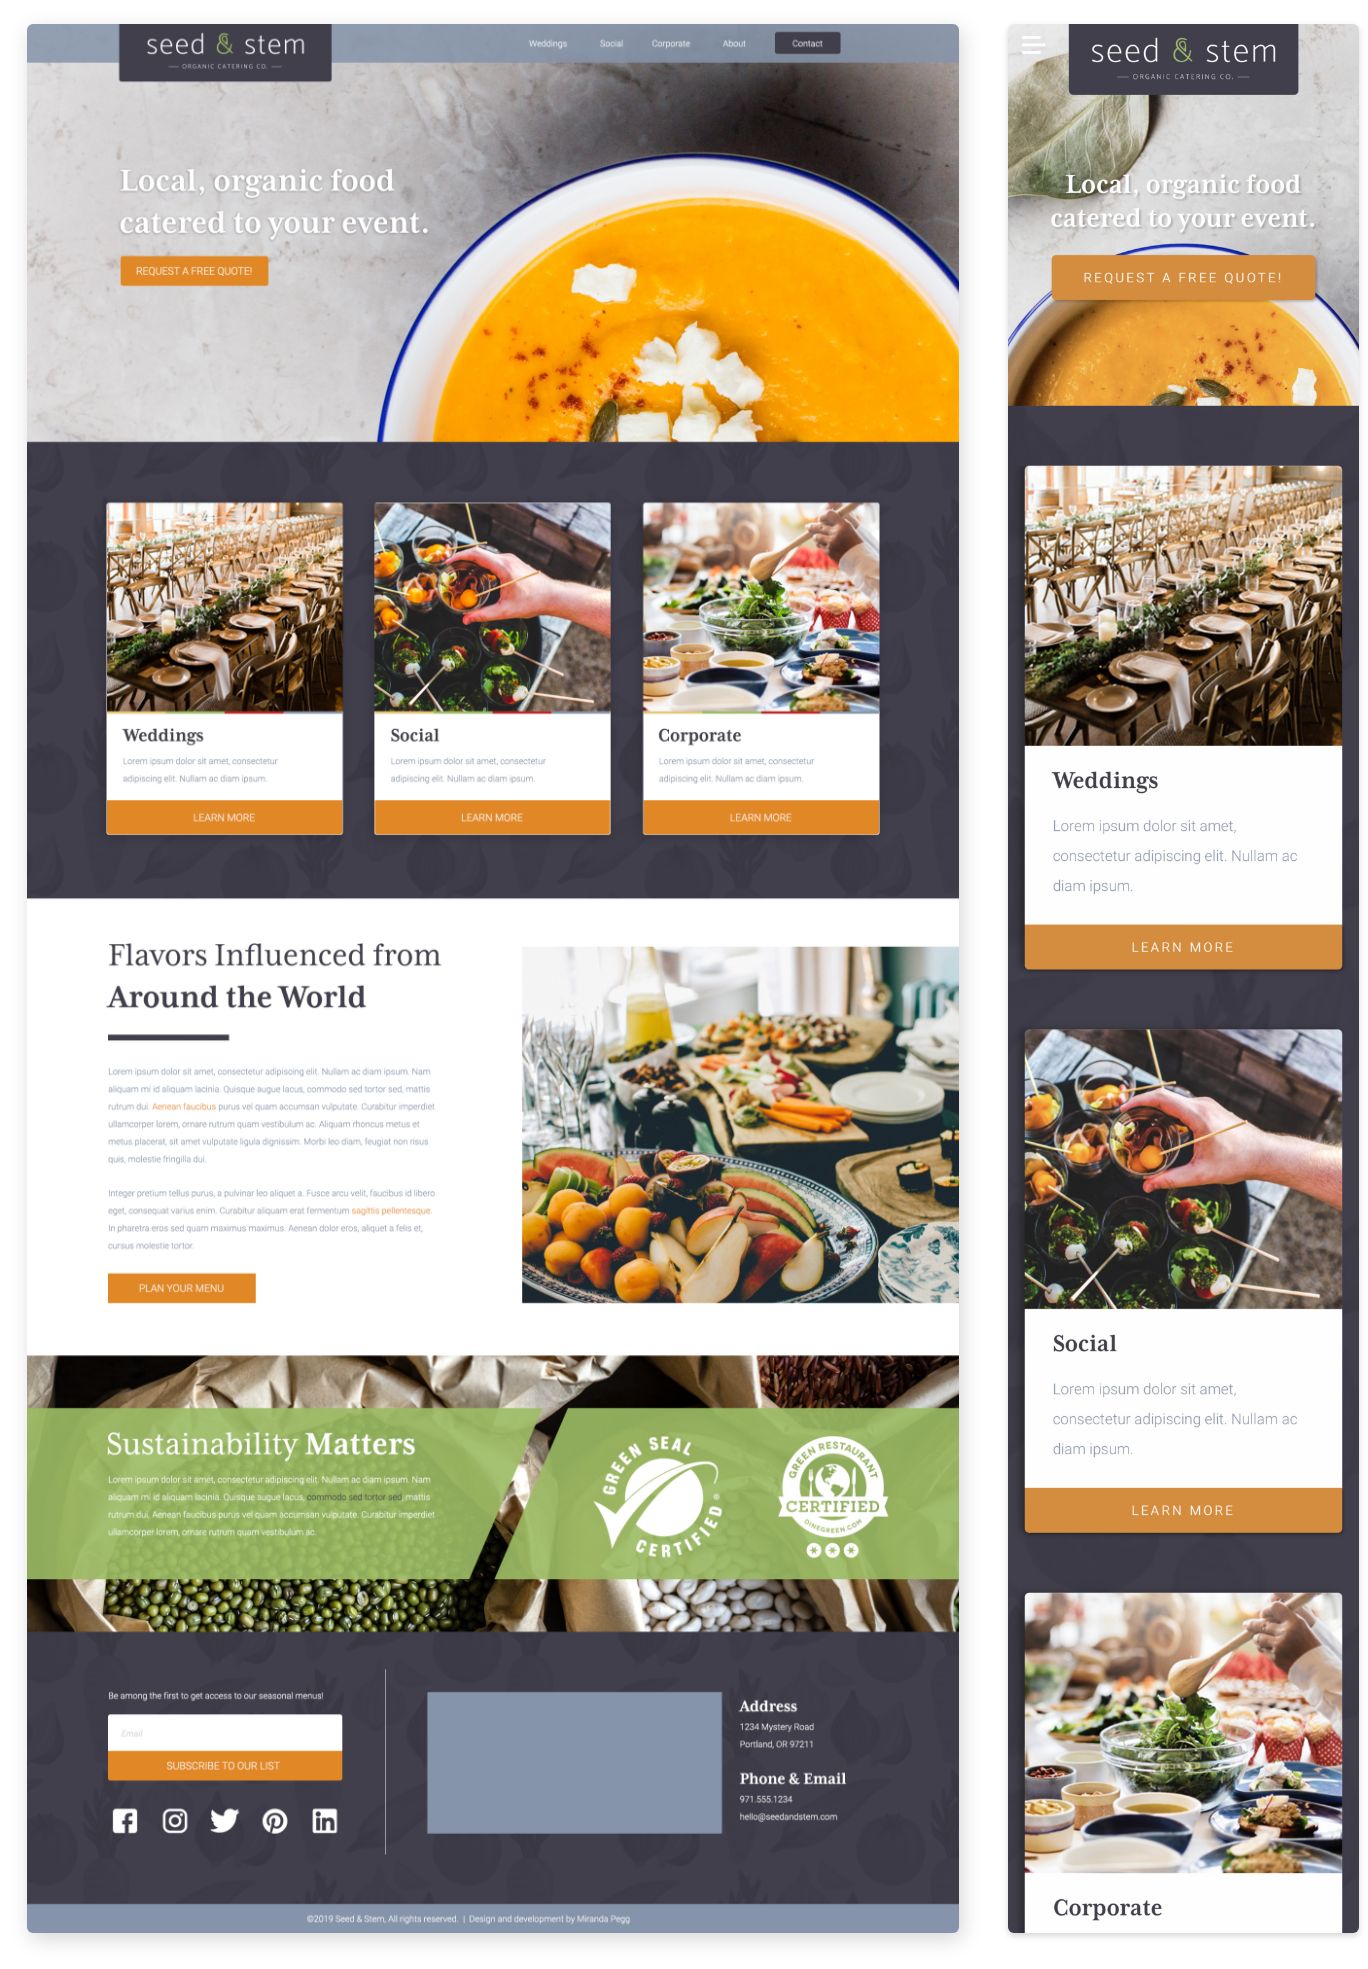 seed & stem
— ORGANIC CATERING CO. —
Weddings Social Corporate About Contact
Local, organic food
catered to your event.
REQUEST A FREE QUOTE!
Weddings
Lorem ipsum dolor sit amet, consectetur
adipiscing elit. Nullam ac diam ipsum.
LEARN MORE
Social
Lorem ipsum dolor sit amet, consectetur
adipiscing elit. Nullam ac diam ipsum.
LEARN MORE
Corporate
Lorem ipsum dolor sit amet, consectetur
adipiscing elit. Nullam ac diam ipsum.
LEARN MORE
Flavors Influenced from
Around the World
Lorem ipsum dolor sit amet, consectetur adipiscing elit. Nullam ac diam ipsum. Nam
aliquam mi id aliquam lacinia. Quisque augue lacus, commodo sed tortor sed, mattis
rutrum dui. Aenean faucibus purus vel quam accumsan vulputate. Curabitur imperdiet
ullamcorper lorem, ornare rutrum quam vestibulum ac. Aliquam rhoncus metus et
metus placerat, sit amet vulputate ligula dignissim. Morbi leo diam, feugiat non risus
quis, molestie fringilla dui.
Integer pretium tellus purus, a pulvinar leo aliquet a. Fusce arcu velit, faucibus id libero
eget, consequat varius enim. Curabitur aliquam erat fermentum sagittis pellentesque.
In pharetra eros sed quam maximus maximus. Aenean dolor eros, aliquet a felis et,
cursus molestie tortor.
PLAN YOUR MENU
Sustainability Matters
Lorem ipsum dolor sit amet, consectetur adipiscing elit. Nullam ac diam ipsum. Nam
aliquam mi id aliquam lacinia. Quisque augue lacus, commodo sed tortor sed, mattis
rutrum dui. Aenean faucibus purus vel quam accumsan vulputate. Curabitur imperdiet
ullamcorper lorem, ornare rutrum quam vestibulum ac.
GREEN SEAL
CERTIFIED
®
GREEN RESTAURANT
CERTIFIED
DINEGREEN.COM
Be among the first to get access to our seasonal menus!
Email
SUBSCRIBE TO OUR LIST
Address
1234 Mystery Road
Portland, OR 97211
Phone & Email
971.555.1234
hello@seedandstem.com
©2019 Seed & Stem, All rights reserved. | Design and development by Miranda Pegg
seed & stem
— ORGANIC CATERING CO. —
Local, organic food
catered to your event.
REQUEST A FREE QUOTE!
Weddings
Lorem ipsum dolor sit amet,
consectetur adipiscing elit. Nullam ac
diam ipsum.
LEARN MORE
Social
Lorem ipsum dolor sit amet,
consectetur adipiscing elit. Nullam ac
diam ipsum.
LEARN MORE
Corporate